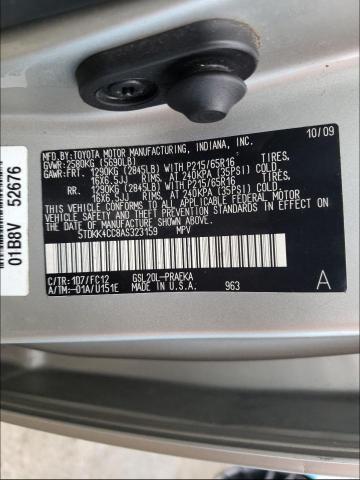 10/09
MFD.BY:TOYOTA MOTOR MANUFACTURING, INDIANA, INC.
GVWR:2580KG (5690LB)
GAWR:FRT. 1290KG (2845LB) WITH P215/65R16 TIRES,
16X6.5JJ RIMS, AT 240KPA (35PSI) COLD.
RR. 1290KG (2845LB) WITH P215/65R16 TIRES,
16X6.5JJ RIMS, AT 240KPA (35PSI) COLD.
THIS VEHICLE CONFORMS TO ALL APPLICABLE
FEDERAL MOTOR VEHICLE SAFETY
STANDARDS IN EFFECT ON THE DATE OF
MANUFACTURE SHOWN ABOVE.
5TDKK4CC8AS323159 MPV
C/TR:1D7/FC12 GSL20L-PRAEKA
A/TM:-01A/U151E MADE IN U.S.A. 963
A
01B8V 52676